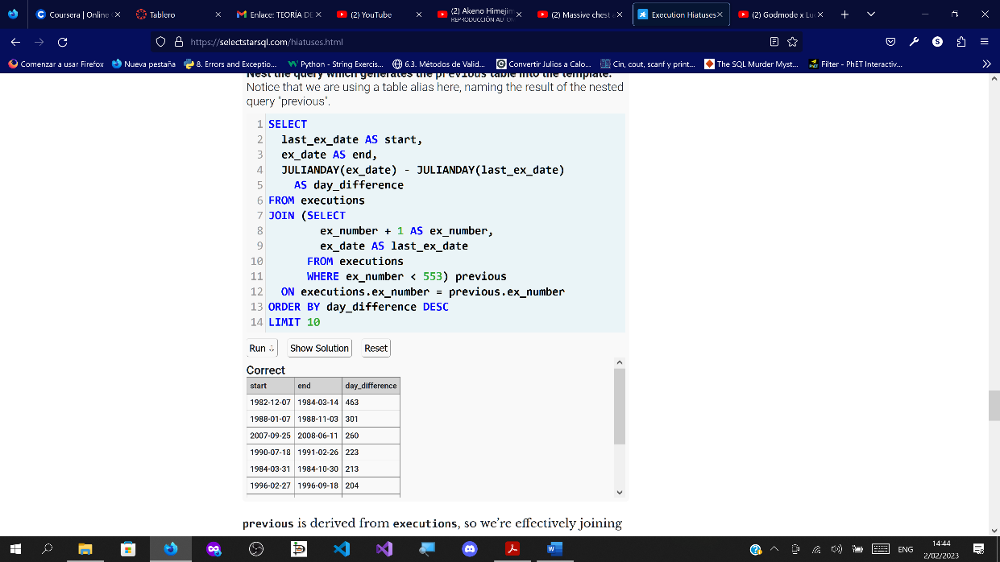 Coursera | Online
Tablero
Enlace: TEORÍA DE
(2) YouTube
(2) Akeno Himejim
REPRODUCCIÓN AU
(2) Massive chest
Execution Hiatuses
(2) Godmode x Lu
https://selectstarsql.com/hiatuses.html
Comenzar a usar Firefox
Nueva pestaña
8. Errors and Exceptio...
Python - String Exercis...
6.3. Métodos de Valid...
Convertir Julios a Calo...
Cin, cout, scanf y print...
The SQL Murder Myst...
Filter - PhET Interactiv...
Nest the query which generates the previous table into the template.
Notice that we are using a table alias here, naming the result of the nested
query "previous".
1 SELECT
2 last_ex_date AS start,
3 ex_date AS end,
4 JULIANDAY(ex_date) - JULIANDAY(last_ex_date)
5 AS day_difference
6 FROM executions
7 JOIN (SELECT
8 ex_number + 1 AS ex_number,
9 ex_date AS last_ex_date
10 FROM executions
11 WHERE ex_number < 553) previous
12 ON executions.ex_number = previous.ex_number
13 ORDER BY day_difference DESC
14 LIMIT 10
Run
Show Solution
Reset
Correct
start end day_difference
1982-12-07 1984-03-14 463
1988-01-07 1988-11-03 301
2007-09-25 2008-06-11 260
1990-07-18 1991-02-26 223
1984-03-31 1984-10-30 213
1996-02-27 1996-09-18 204
previous is derived from executions, so we're effectively joining
ENG
14:44
2/02/2023